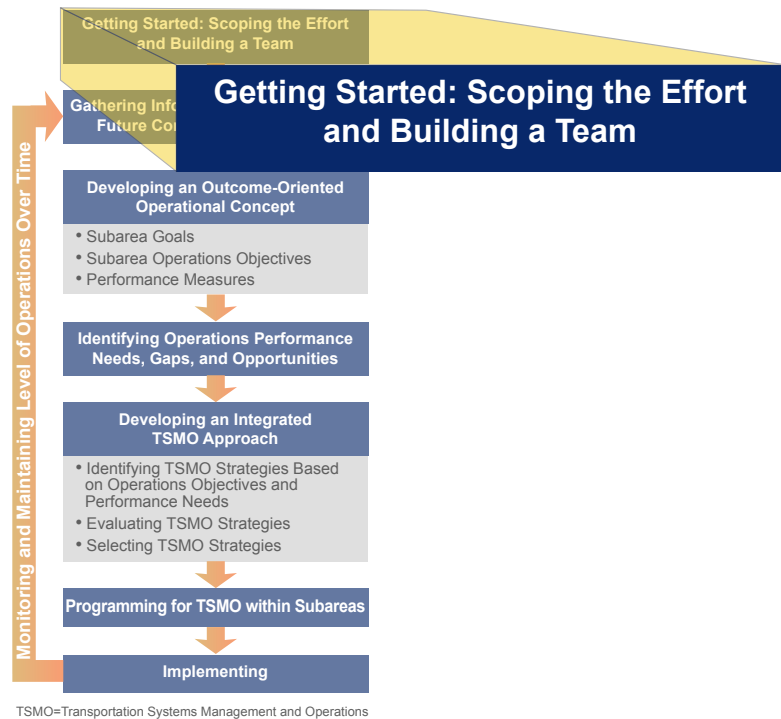 Getting Started: Scoping the Effort
and Building a Team
Getting Started: Scoping the Effort
and Building a Team
Gathering
Future
Developing an Outcome-Oriented
Operational Concept
• Subarea Goals
• Subarea Operations Objectives
• Performance Measures
Identifying Operations Performance
Needs, Gaps, and Opportunities
Developing an Integrated
TSMO Approach
• Identifying TSMO Strategies Based
on Operations Objectives and
Performance Needs
• Evaluating TSMO Strategies
• Selecting TSMO Strategies
Programming for TSMO within Subareas
Implementing
Monitoring and Maintaining Level of Operations Over Time
TSMO=Transportation Systems Management and Operations